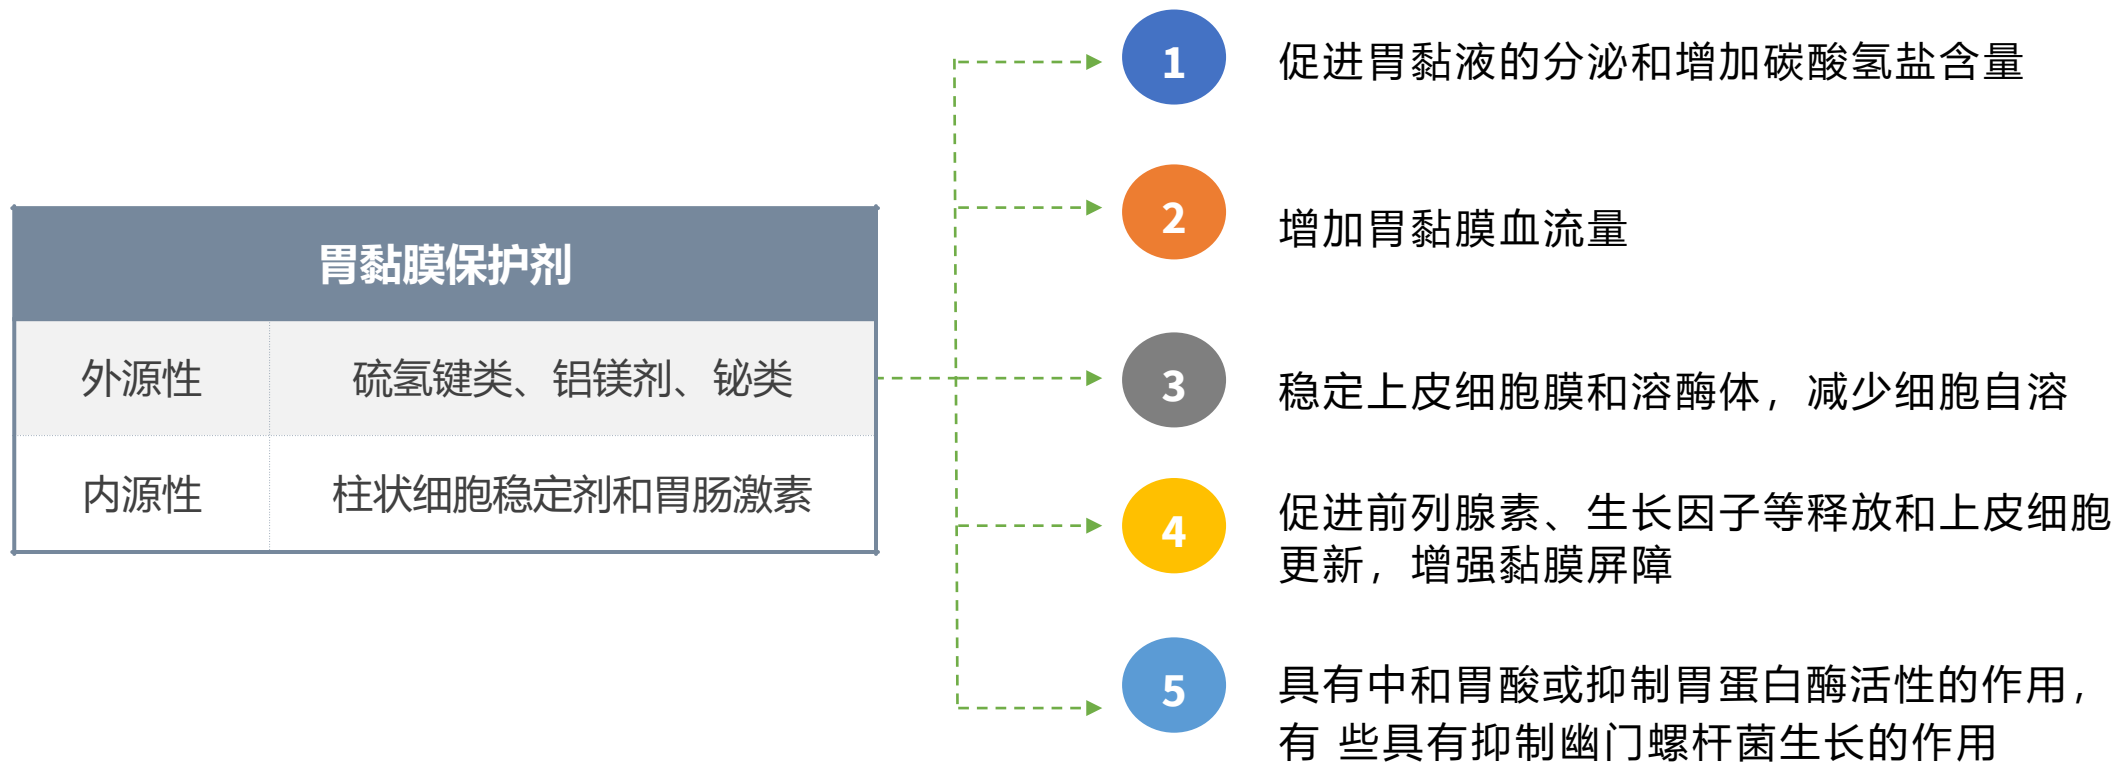 胃黏膜保护剂
外源性
硫氢键类、铝镁剂、铋类
内源性
柱状细胞稳定剂和胃肠激素
1
促进胃黏液的分泌和增加碳酸氢盐含量
2
增加胃黏膜血流量
3
稳定上皮细胞膜和溶酶体，减少细胞自溶
4
促进前列腺素、生长因子等释放和上皮细胞
更新，增强黏膜屏障
5
具有中和胃酸或抑制胃蛋白酶活性的作用，
有 些具有抑制幽门螺杆菌生长的作用